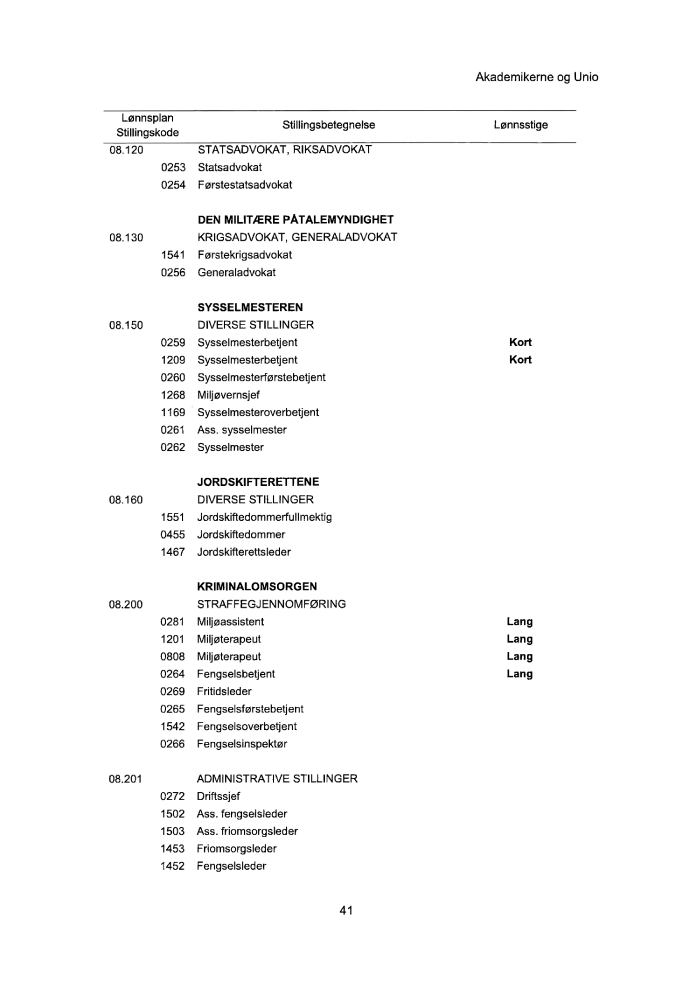 Akademikerne og Unio
Lønnsplan
Stillingskode Stillingsbetegnelse Lønnsstige
08.120 STATSADVOKAT, RIKSADVOKAT
0253 Statsadvokat
0254 Førstestatsadvokat
DEN MILITÆRE PÅTALEMYNDIGHET
08.130 KRIGSADVOKAT, GENERALADVOKAT
1541 Førstekrigsadvokat
0256 Generaladvokat
SYSSELMESTEREN
08.150 DIVERSE STILLINGER
0259 Sysselmesterbetjent Kort
1209 Sysselmesterbetjent Kort
0260 Sysselmesterførstebetjent
1268 Miljøvernsjef
1169 Sysselmesteroverbetjent
0261 Ass. sysselmester
0262 Sysselmester
JORDSKIFTERETTENE
08.160 DIVERSE STILLINGER
1551 Jordskiftedommerfullmektig
0455 Jordskiftedommer
1467 Jordskifterettsleder
KRIMINALOMSORGEN
08.200 STRAFFEGJENNOMFØRING
0281 Miljøassistent Lang
1201 Miljøterapeut Lang
0808 Miljøterapeut Lang
0264 Fengselsbetjent Lang
0269 Fritidsleder
0265 Fengselsførstebetjent
1542 Fengselsoverbetjent
0266 Fengselsinspektør
08.201 ADMINISTRATIVE STILLINGER
0272 Driftssjef
1502 Ass. fengselsleder
1503 Ass. friomsorgsleder
1453 Friomsorgsleder
1452 Fengselsleder
41